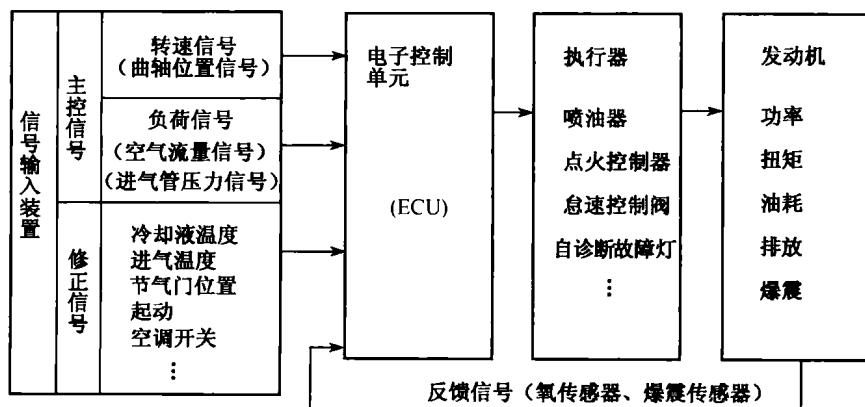 信号输入装置
主控信号
转速信号
（曲轴位置信号）
负荷信号
（空气流量信号）
（进气管压力信号）
修正信号
冷却液温度
进气温度
节气门位置
起动
空调开关
⋮
电子控制
单元
(ECU)
执行器
喷油器
点火控制器
怠速控制阀
自诊断故障灯
⋮
发动机
功率
扭矩
油耗
排放
爆震
反馈信号（氧传感器、爆震传感器）